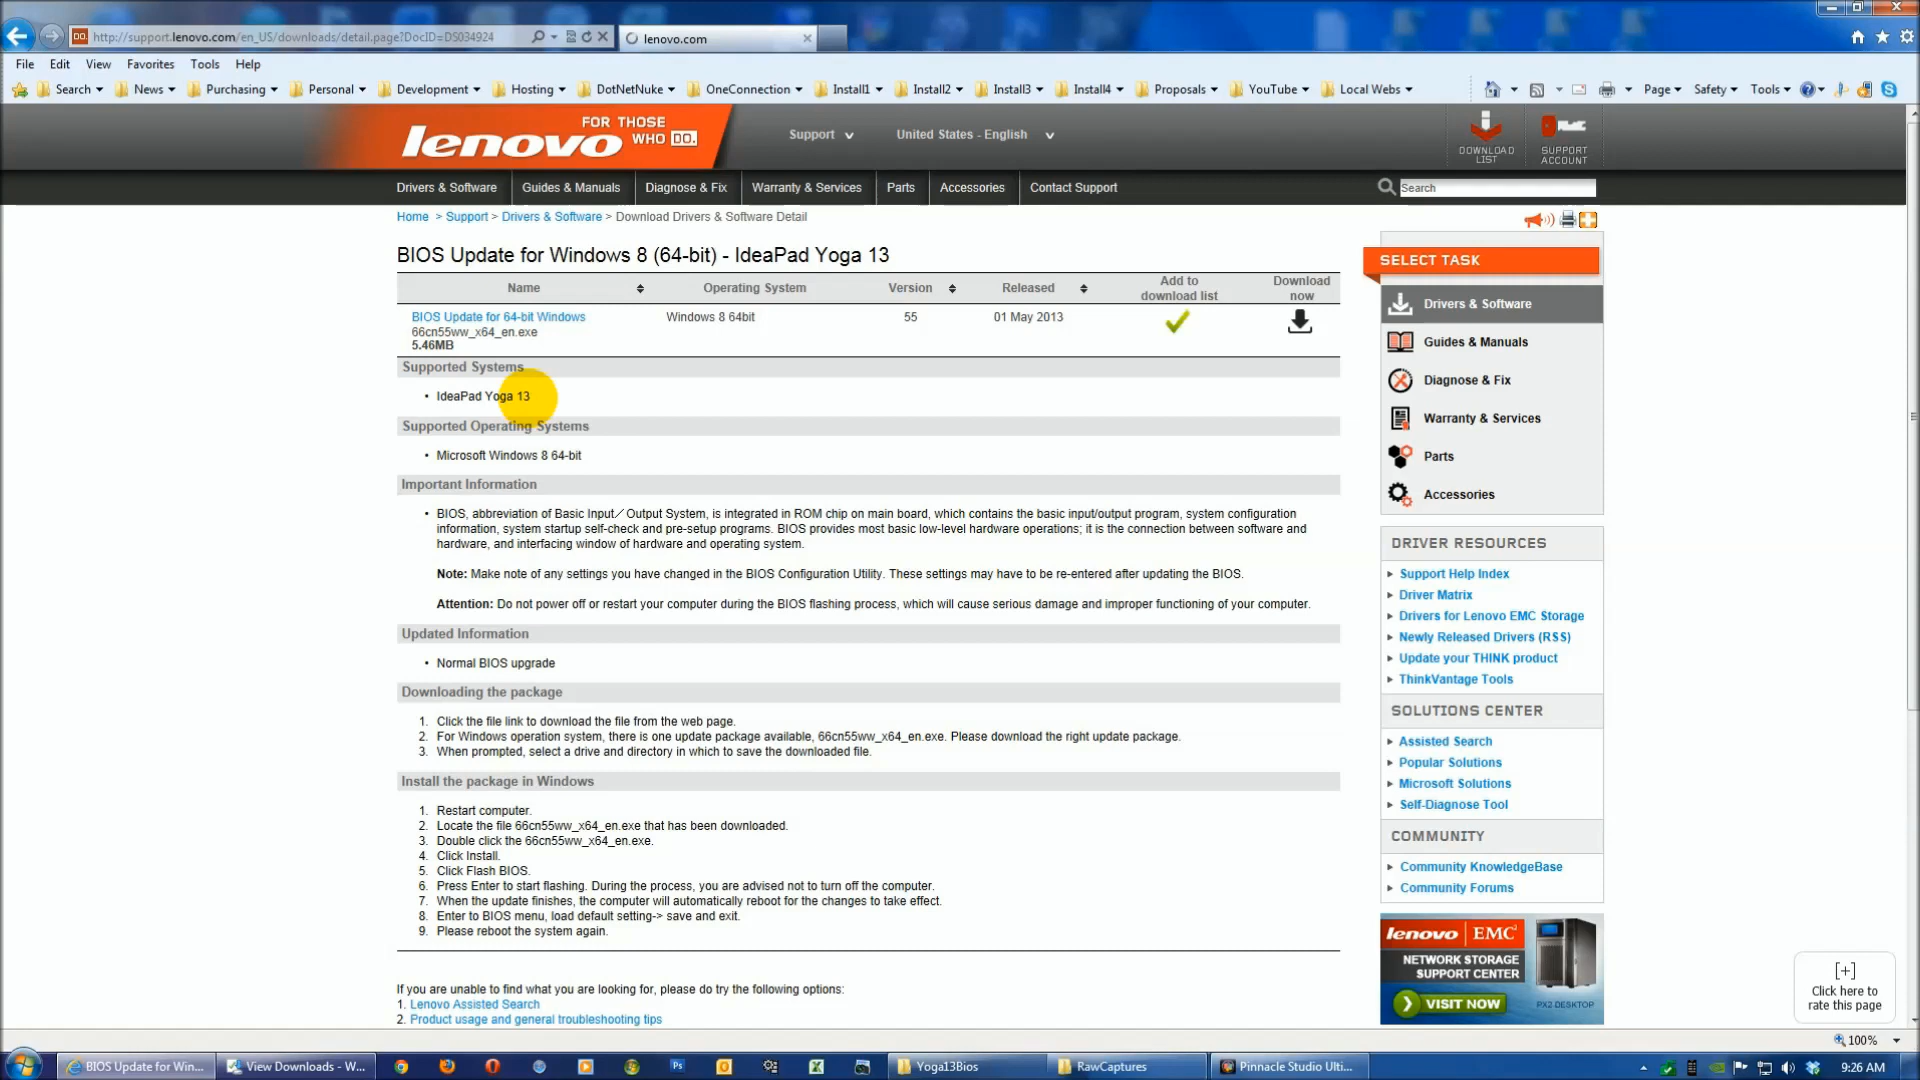 http://support.lenovo.com/en_US/downloads/detail.page?DocID=DS034924
lenovo.com
File Edit View Favorites Tools Help
Search News Purchasing Personal Development Hosting DotNetNuke OneConnection Install1 Install2 Install3 Install4 Proposals YouTube Local Webs Page Safety Tools
FOR THOSE
WHO DO.
lenovo
Support
United States - English
DOWNLOAD
LIST
SUPPORT
ACCOUNT
Drivers & Software Guides & Manuals Diagnose & Fix Warranty & Services Parts Accessories Contact Support
Search
Home > Support > Drivers & Software > Download Drivers & Software Detail
BIOS Update for Windows 8 (64-bit) - IdeaPad Yoga 13
Name Operating System Version Released Add to download list Download now
BIOS Update for 64-bit Windows Windows 8 64bit 55 01 May 2013
66cn55ww_x64_en.exe
5.46MB
Supported Systems
• IdeaPad Yoga 13
Supported Operating Systems
• Microsoft Windows 8 64-bit
Important Information
• BIOS, abbreviation of Basic Input／Output System, is integrated in ROM chip on main board, which contains the basic input/output program, system configuration
information, system startup self-check and pre-setup programs. BIOS provides most basic low-level hardware operations; it is the connection between software and
hardware, and interfacing window of hardware and operating system.
Note: Make note of any settings you have changed in the BIOS Configuration Utility. These settings may have to be re-entered after updating the BIOS.
Attention: Do not power off or restart your computer during the BIOS flashing process, which will cause serious damage and improper functioning of your computer.
Updated Information
• Normal BIOS upgrade
Downloading the package
1. Click the file link to download the file from the web page.
2. For Windows operation system, there is one update package available, 66cn55ww_x64_en.exe. Please download the right update package.
3. When prompted, select a drive and directory in which to save the downloaded file.
Install the package in Windows
1. Restart computer.
2. Locate the file 66cn55ww_x64_en.exe that has been downloaded.
3. Double click the 66cn55ww_x64_en.exe.
4. Click Install.
5. Click Flash BIOS.
6. Press Enter to start flashing. During the process, you are advised not to turn off the computer.
7. When the update finishes, the computer will automatically reboot for the changes to take effect.
8. Enter to BIOS menu, load default setting-> save and exit.
9. Please reboot the system again.
If you are unable to find what you are looking for, please do try the following options:
1. Lenovo Assisted Search
2. Product usage and general troubleshooting tips
SELECT TASK
Drivers & Software
Guides & Manuals
Diagnose & Fix
Warranty & Services
Parts
Accessories
DRIVER RESOURCES
Support Help Index
Driver Matrix
Drivers for Lenovo EMC Storage
Newly Released Drivers (RSS)
Update your THINK product
ThinkVantage Tools
SOLUTIONS CENTER
Assisted Search
Popular Solutions
Microsoft Solutions
Self-Diagnose Tool
COMMUNITY
Community KnowledgeBase
Community Forums
lenovo | EMC²
NETWORK STORAGE
SUPPORT CENTER
VISIT NOW
PX2 DESKTOP
[+]
Click here to
rate this page
100%
BIOS Update for Win... View Downloads - W... Yoga13Bios RawCaptures Pinnacle Studio Ulti... 9:26 AM